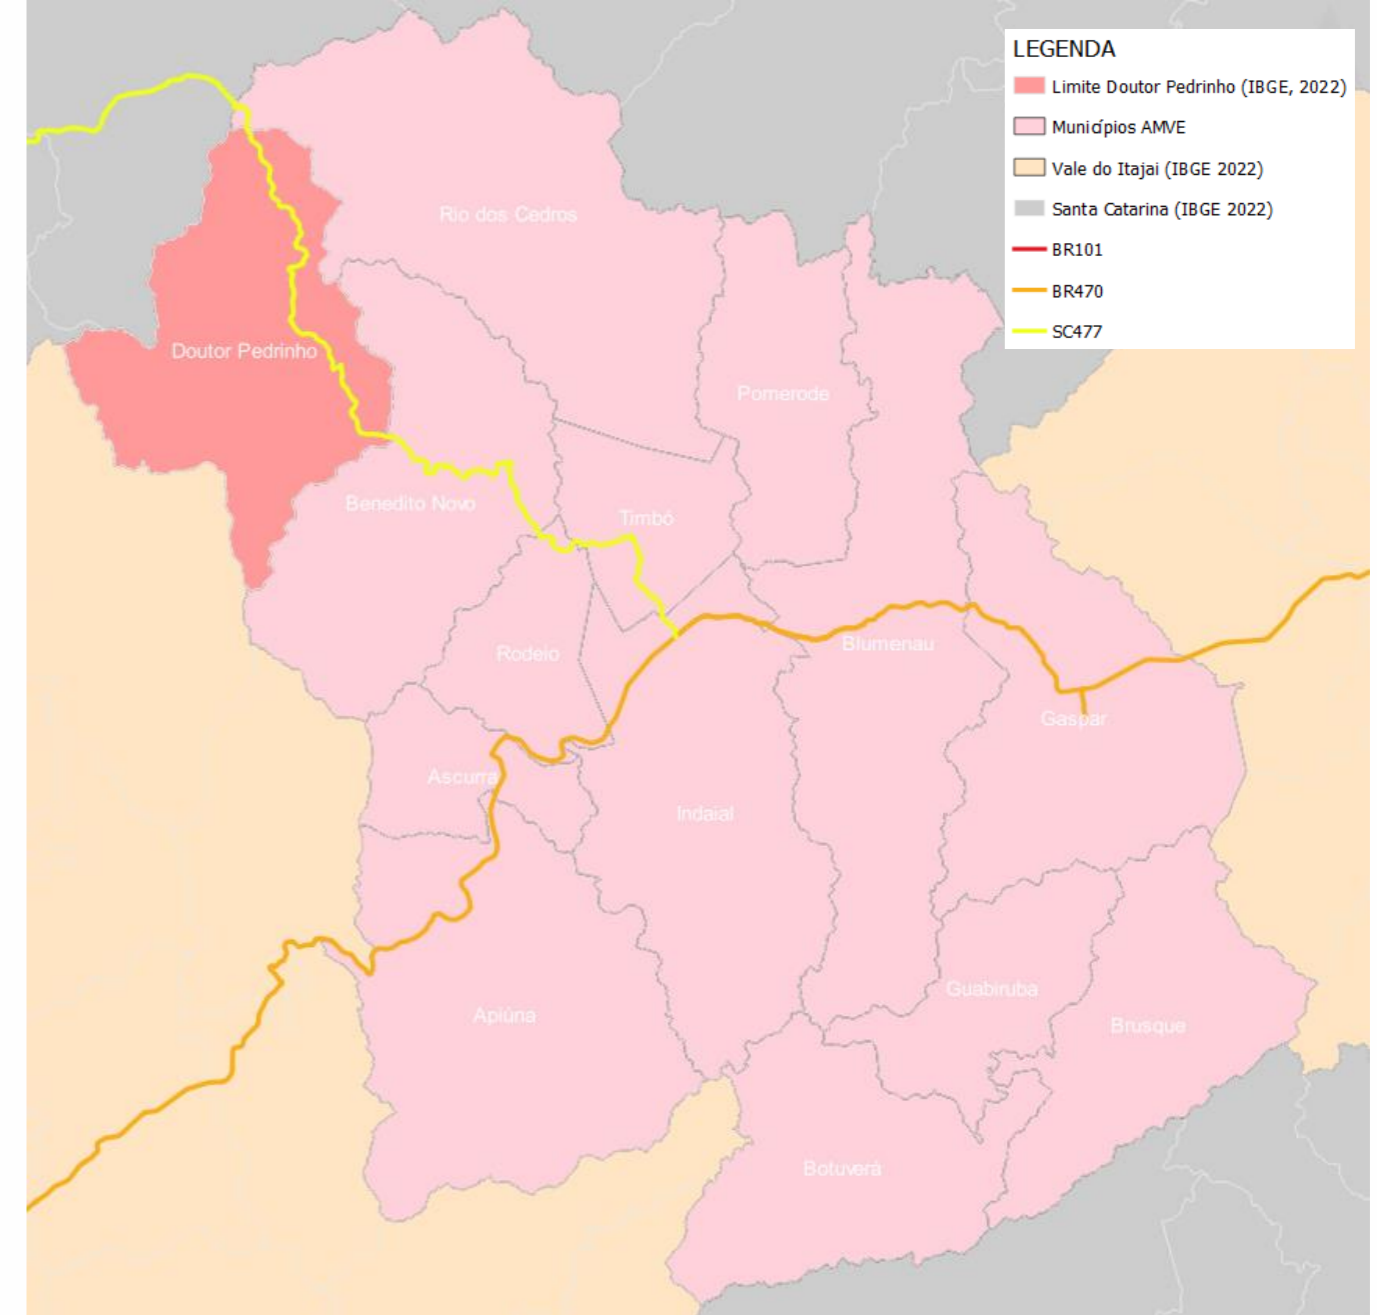 LEGENDA
Limite Doutor Pedrinho (IBGE, 2022)
Municípios AMVE
Vale do Itajai (IBGE 2022)
Santa Catarina (IBGE 2022)
BR101
BR470
SC477
Rio dos Cedros
Doutor Pedrinho
Pomerode
Benedito Novo
Timbó
Rodeio
Blumenau
Gaspar
Ascurra
Indaial
Guabiruba
Apiúna
Brusque
Botuverá